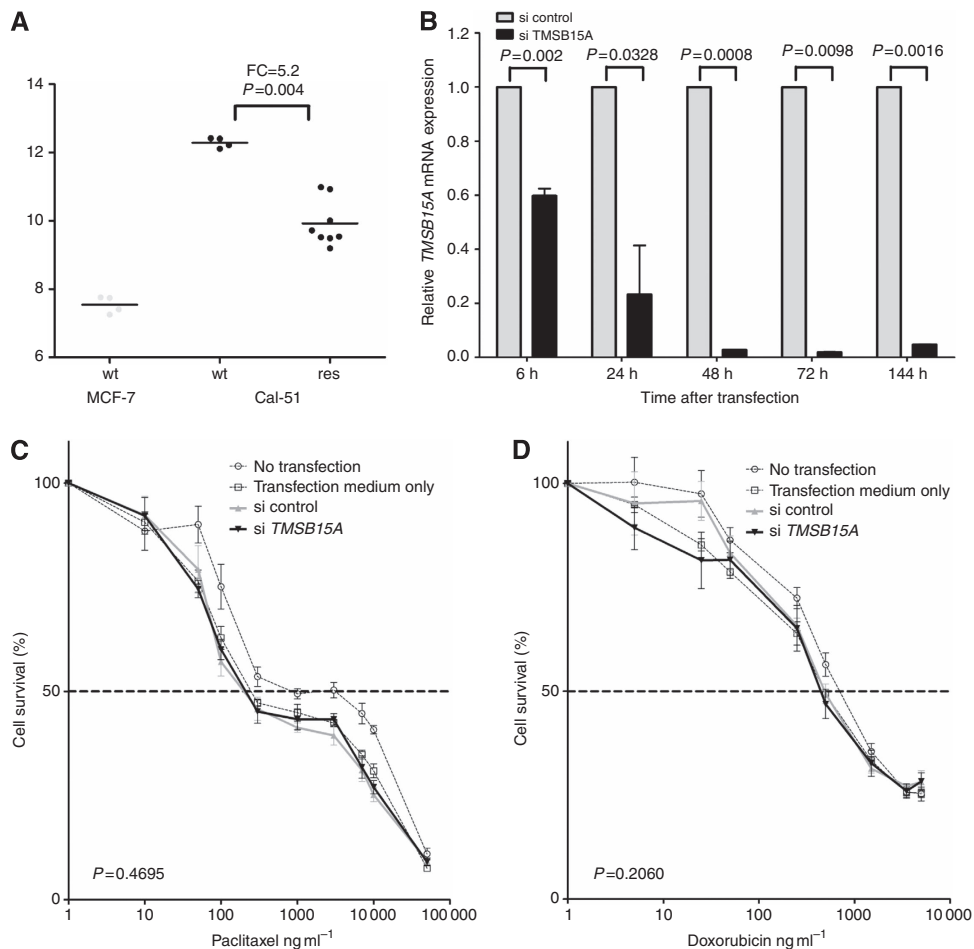 A
FC=5.2
P=0.004
14
12
10
8
6
wt
wt
res
MCF-7
Cal-51
B
si control
si TMSB15A
1.2
1.0
0.8
0.6
0.4
0.2
0.0
Relative TMSB15A mRNA expression
P=0.002
P=0.0328
P=0.0008
P=0.0098
P=0.0016
6 h
24 h
48 h
72 h
144 h
Time after transfection
C
No transfection
Transfection medium only
si control
si TMSB15A
100
50
0
Cell survival (%)
P=0.4695
1
10
100
1000
10 000
100 000
Paclitaxel ng ml⁻¹
D
No transfection
Transfection medium only
si control
si TMSB15A
100
50
0
Cell survival (%)
P=0.2060
1
10
100
1000
10 000
Doxorubicin ng ml⁻¹